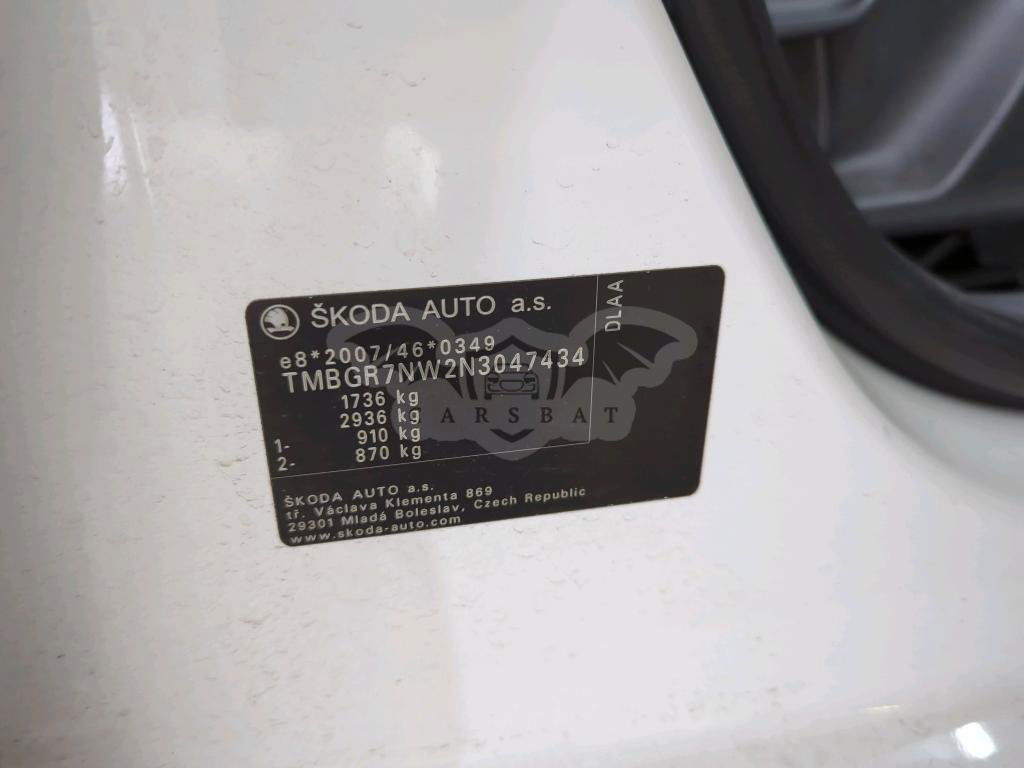 ŠKODA AUTO a.s.
DLAA
e8*2007/46*0349
TMBGR7NW2N3047434
1736 kg
2936 kg
1- 910 kg
2- 870 kg
CARSBAT
ŠKODA AUTO a.s.
tř. Václava Klementa 869
29301 Mladá Boleslav, Czech Republic
www.skoda-auto.com